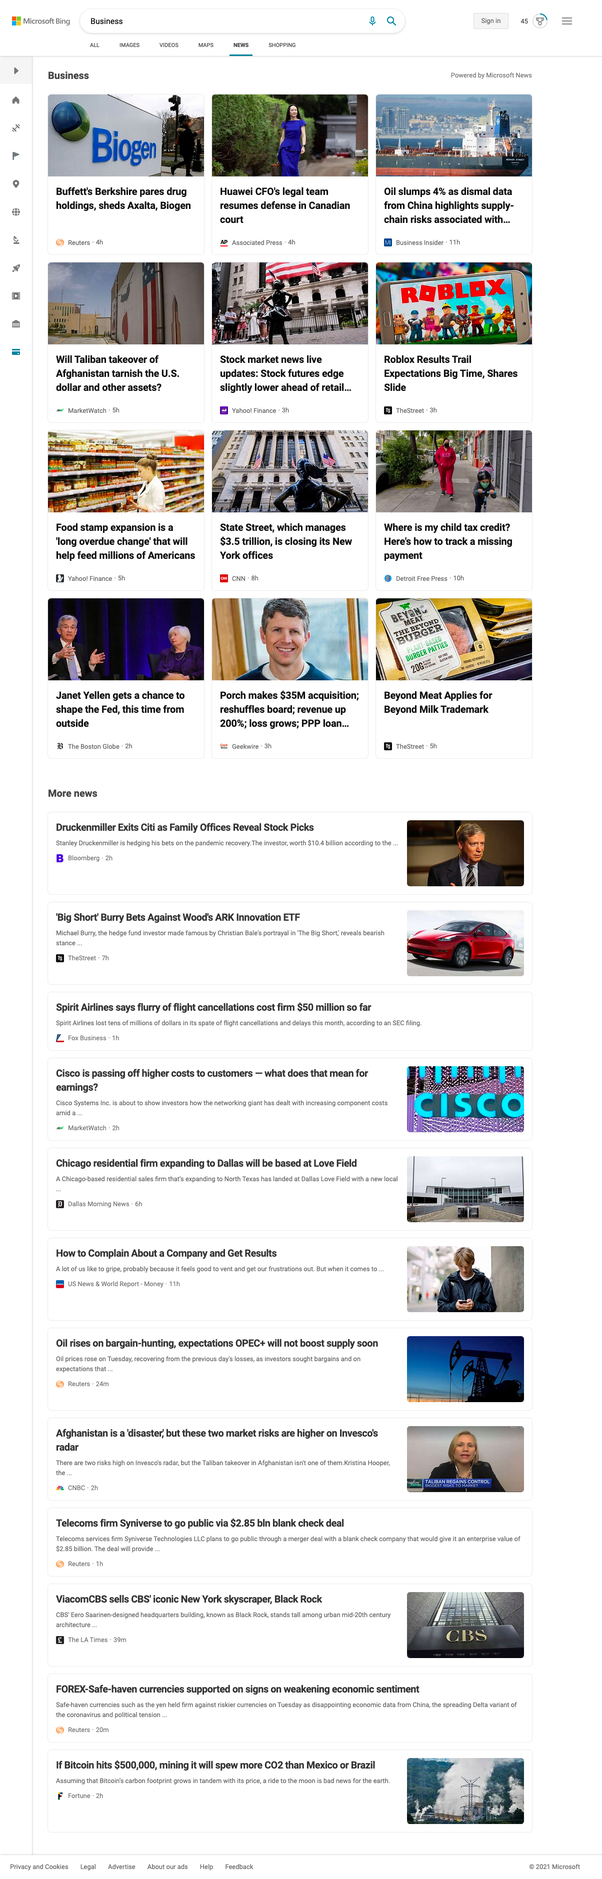 Microsoft Bing
Business
Sign in
45
ALL IMAGES VIDEOS MAPS NEWS SHOPPING
Business
Powered by Microsoft News
Biogen
Buffett's Berkshire pares drug
holdings, sheds Axalta, Biogen
Reuters · 4h
Huawei CFO's legal team
resumes defense in Canadian
court
AP Associated Press · 4h
Oil slumps 4% as dismal data
from China highlights supply-
chain risks associated with...
BI Business Insider · 11h
Will Taliban takeover of
Afghanistan tarnish the U.S.
dollar and other assets?
MarketWatch · 5h
Stock market news live
updates: Stock futures edge
slightly lower ahead of retail...
Yahoo! Finance · 3h
ROBLOX
Roblox Results Trail
Expectations Big Time, Shares
Slide
TheStreet · 3h
Food stamp expansion is a
'long overdue change' that will
help feed millions of Americans
Yahoo! Finance · 5h
State Street, which manages
$3.5 trillion, is closing its New
York offices
CNN · 8h
Where is my child tax credit?
Here's how to track a missing
payment
Detroit Free Press · 10h
Janet Yellen gets a chance to
shape the Fed, this time from
outside
B The Boston Globe · 2h
Porch makes $35M acquisition;
reshuffles board; revenue up
200%; loss grows; PPP loan...
Geekwire · 3h
BEYOND MEAT
THE BEYOND
BURGER
PLANT-BASED
BURGER PATTIES
20G
Beyond Meat Applies for
Beyond Milk Trademark
TheStreet · 5h
More news
Druckenmiller Exits Citi as Family Offices Reveal Stock Picks
Stanley Druckenmiller is hedging his bets on the pandemic recovery.The investor, worth $10.4 billion according to the ...
B Bloomberg · 2h
'Big Short' Burry Bets Against Wood's ARK Innovation ETF
Michael Burry, the hedge fund investor made famous by Christian Bale's portrayal in 'The Big Short,' reveals bearish
stance ...
TheStreet · 7h
Spirit Airlines says flurry of flight cancellations cost firm $50 million so far
Spirit Airlines lost tens of millions of dollars in its spate of flight cancellations and delays this month, according to an SEC filing.
Fox Business · 1h
Cisco is passing off higher costs to customers — what does that mean for
earnings?
Cisco Systems Inc. is about to show investors how the networking giant has dealt with increasing component costs
amid a ...
MarketWatch · 2h
CISCO
Chicago residential firm expanding to Dallas will be based at Love Field
A Chicago-based residential sales firm that's expanding to North Texas has landed at Dallas Love Field with a new local
...
D Dallas Morning News · 6h
How to Complain About a Company and Get Results
A lot of us like to gripe, probably because it feels good to vent and get our frustrations out. But when it comes to ...
US News & World Report - Money · 11h
Oil rises on bargain-hunting, expectations OPEC+ will not boost supply soon
Oil prices rose on Tuesday, recovering from the previous day's losses, as investors sought bargains and on
expectations that ...
Reuters · 24m
Afghanistan is a 'disaster,' but these two market risks are higher on Invesco's
radar
There are two risks high on Invesco's radar, but the Taliban takeover in Afghanistan isn't one of them.Kristina Hooper,
the ...
CNBC · 2h
TALIBAN REGAINS CONTROL
BIGGEST RISKS TO MARKET?
Telecoms firm Syniverse to go public via $2.85 bln blank check deal
Telecoms services firm Syniverse Technologies LLC plans to go public through a merger deal with a blank check company that would give it an enterprise value of
$2.85 billion. The deal will provide ...
Reuters · 1h
ViacomCBS sells CBS' iconic New York skyscraper, Black Rock
CBS' Eero Saarinen-designed headquarters building, known as Black Rock, stands tall among urban mid-20th century
architecture ...
The LA Times · 39m
CBS
FOREX-Safe-haven currencies supported on signs on weakening economic sentiment
Safe-haven currencies such as the yen held firm against riskier currencies on Tuesday as disappointing economic data from China, the spreading Delta variant of
the coronavirus and political tension ...
Reuters · 20m
If Bitcoin hits $500,000, mining it will spew more CO2 than Mexico or Brazil
Assuming that Bitcoin's carbon footprint grows in tandem with its price, a ride to the moon is bad news for the earth.
F Fortune · 2h
Privacy and Cookies Legal Advertise About our ads Help Feedback
© 2021 Microsoft